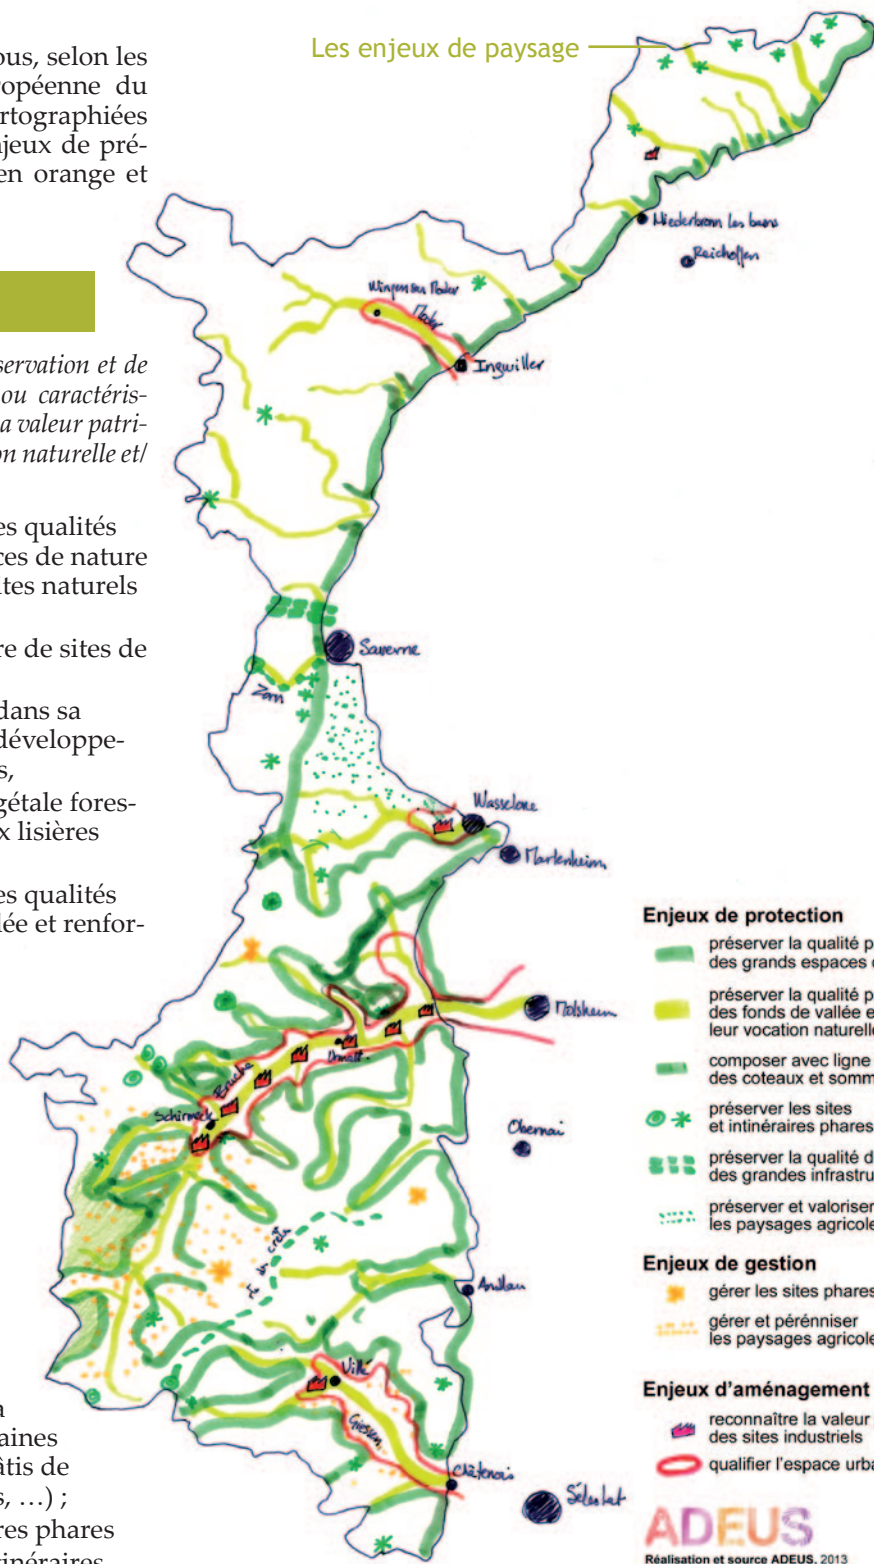 Les enjeux de paysage
ous, selon les
ropéenne du
rtographiées
njeux de pré-
en orange et
servation et de
ou caractéris-
a valeur patri-
on naturelle et/
es qualités
ces de nature
ites naturels
re de sites de
dans sa
développe-
s,
gétale fores-
x lisières
es qualités
lée et renfor-
a
aines
âtis de
s, …) ;
res phares
tinéraires
Niederbronn les bains
Reichoffen
Wingen sur Moder
Moder
Ingwiller
Saverne
Zorn
Wasselone
Marlenheim
Molsheim
Bruche
Schirmeck
Obernai
Andlau
Villé
Giessen
Châtenois
Sélestat
Enjeux de protection
préserver la qualité p
des grands espaces
préserver la qualité p
des fonds de vallée e
leur vocation naturelle
composer avec ligne
des coteaux et somm
préserver les sites
et intinéraires phares
préserver la qualité d
des grandes infrastru
préserver et valoriser
les paysages agricole
Enjeux de gestion
gérer les sites phares
gérer et pérénniser
les paysages agricole
Enjeux d'aménagement
reconnaître la valeur
des sites industriels
qualifier l'espace urba
ADEUS
Réalisation et source ADEUS, 2013